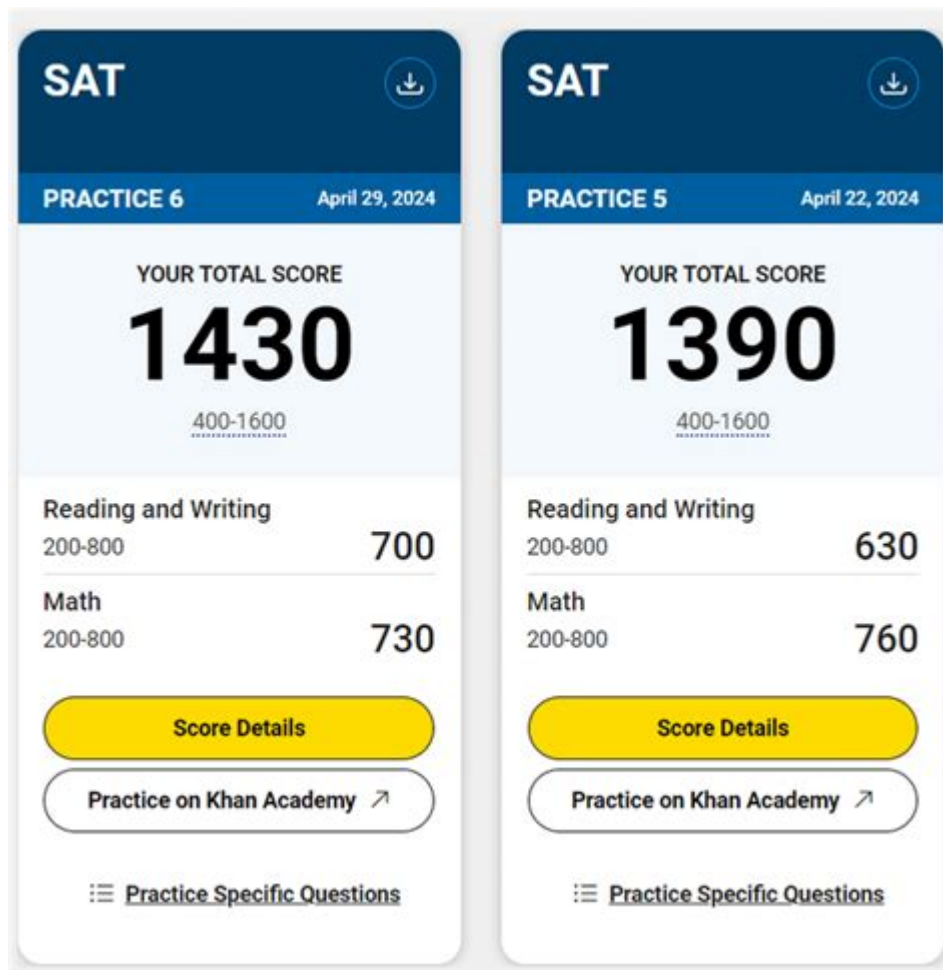 SAT
PRACTICE 6 April 29, 2024
YOUR TOTAL SCORE
1430
400-1600
Reading and Writing
200-800 700
Math
200-800 730
Score Details
Practice on Khan Academy
Practice Specific Questions
SAT
PRACTICE 5 April 22, 2024
YOUR TOTAL SCORE
1390
400-1600
Reading and Writing
200-800 630
Math
200-800 760
Score Details
Practice on Khan Academy
Practice Specific Questions